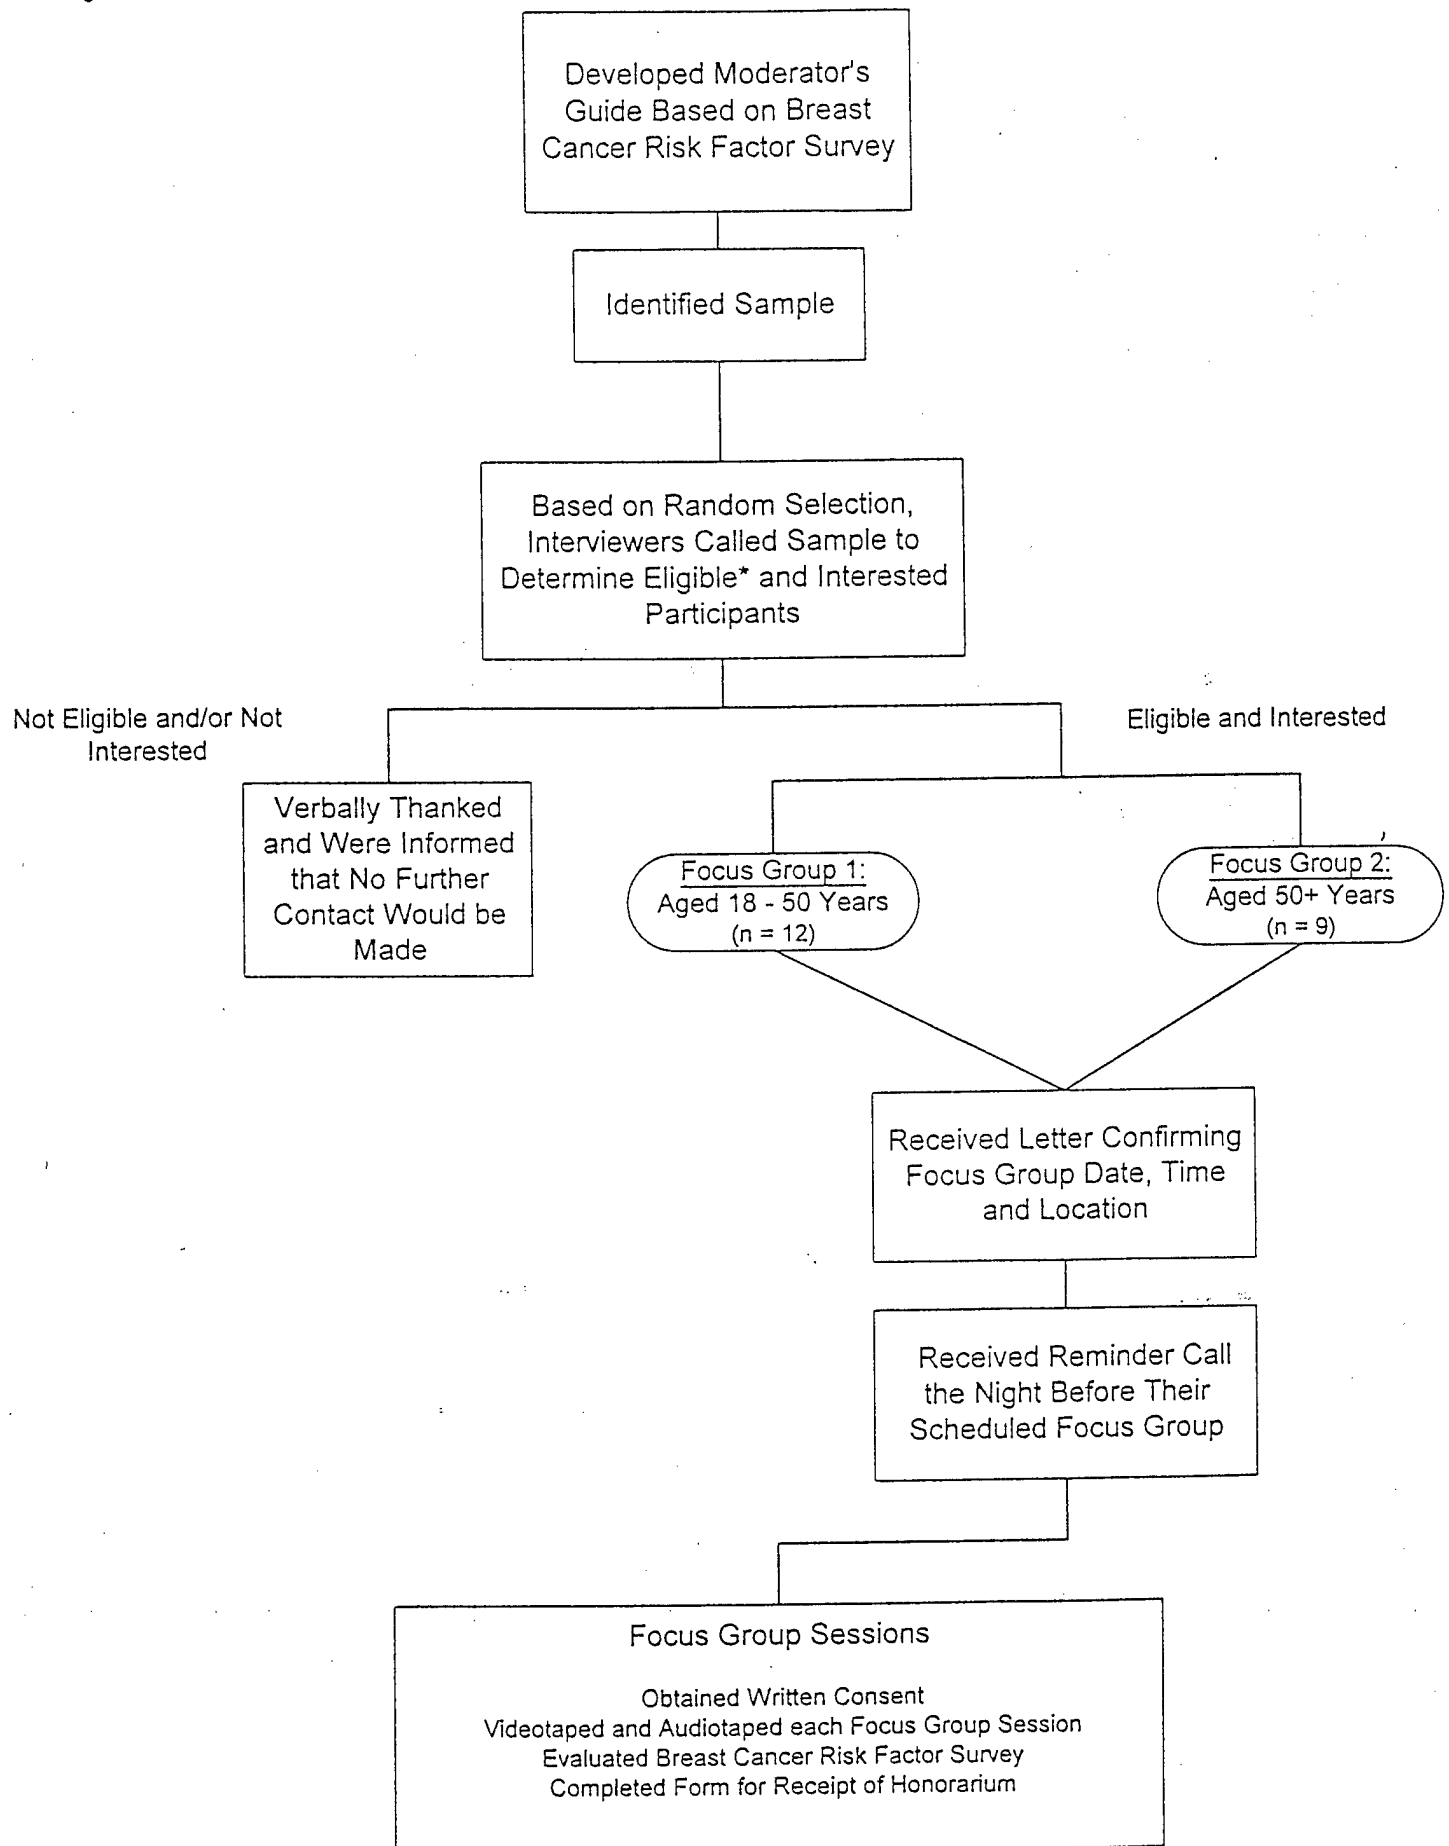 Developed Moderator's
Guide Based on Breast
Cancer Risk Factor Survey
Identified Sample
Based on Random Selection,
Interviewers Called Sample to
Determine Eligible* and Interested
Participants
Not Eligible and/or Not
Interested
Eligible and Interested
Verbally Thanked
and Were Informed
that No Further
Contact Would be
Made
Focus Group 1:
Aged 18 - 50 Years
(n = 12)
Focus Group 2:
Aged 50+ Years
(n = 9)
Received Letter Confirming
Focus Group Date, Time
and Location
Received Reminder Call
the Night Before Their
Scheduled Focus Group
Focus Group Sessions
Obtained Written Consent
Videotaped and Audiotaped each Focus Group Session
Evaluated Breast Cancer Risk Factor Survey
Completed Form for Receipt of Honorarium